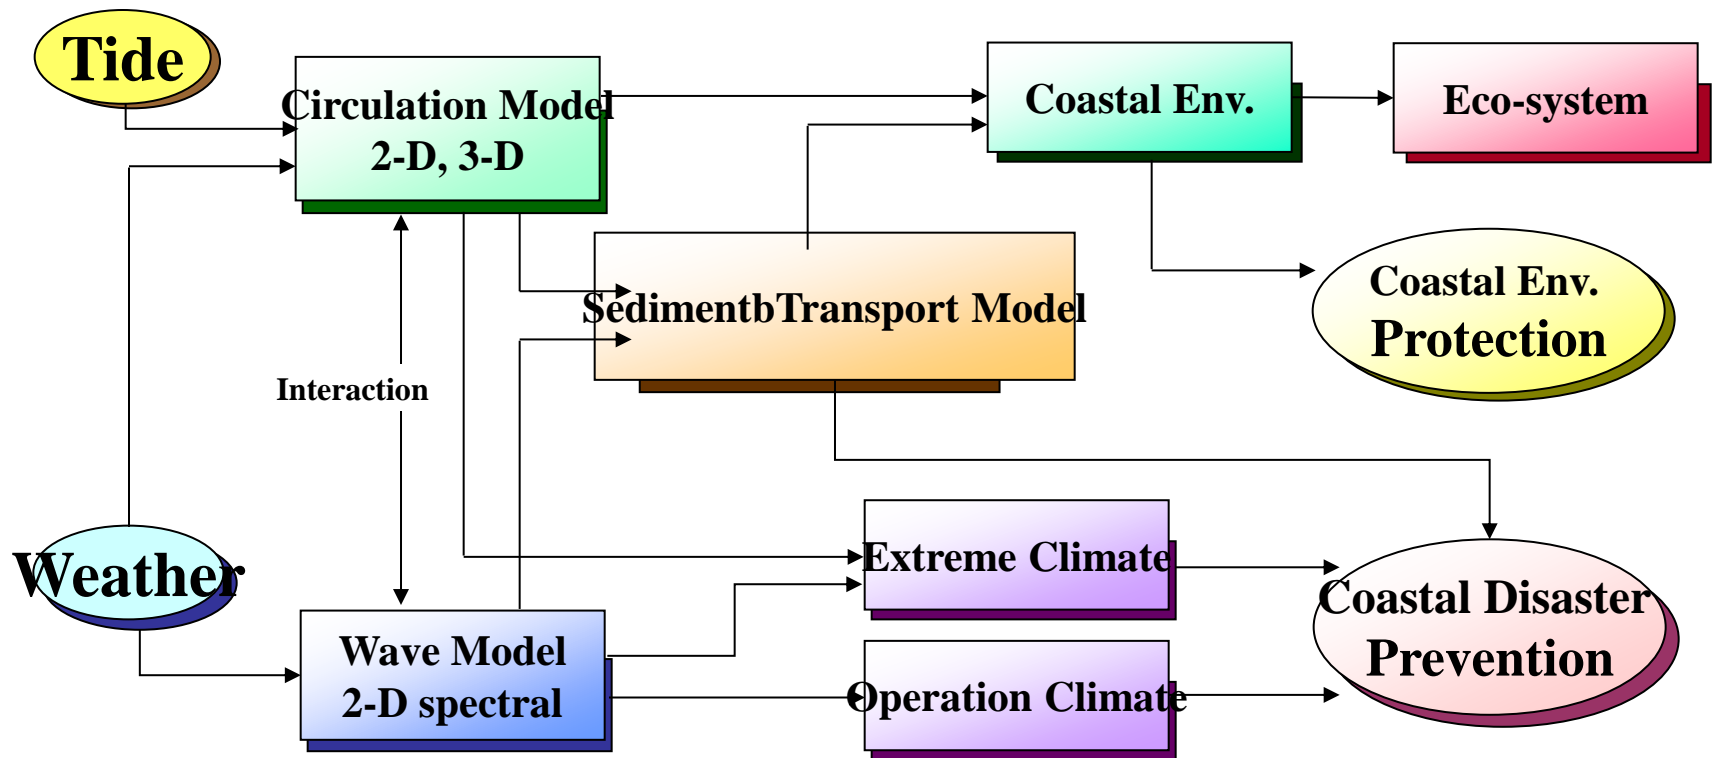 Tide
Circulation Model
2-D, 3-D
Coastal Env.
Eco-system
SedimentbTransport Model
Coastal Env.
Protection
Interaction
Weather
Extreme Climate
Wave Model
2-D spectral
Operation Climate
Coastal Disaster
Prevention